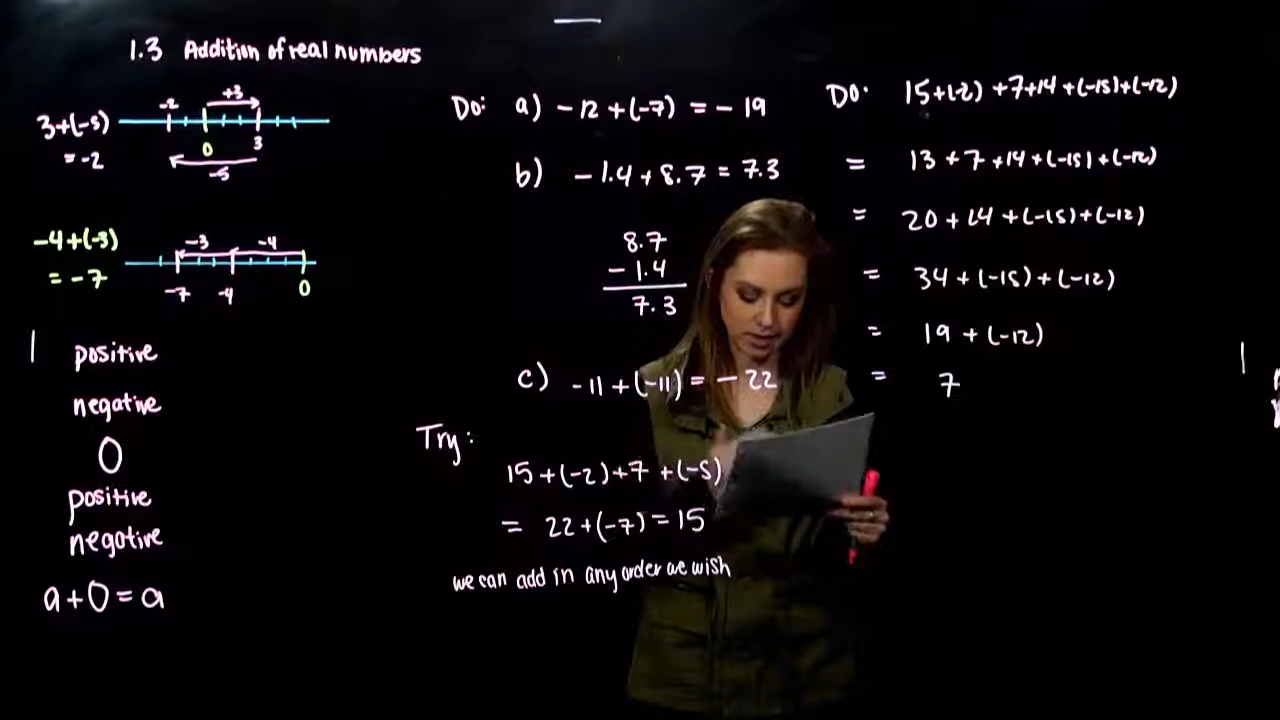 1.3 Addition of real numbers
3+(-5)
= -2
-2
+3
0
3
-5
-4+(-3)
= -7
-3
-4
-7
-4
0
positive
negative
0
positive
negative
a+0=a
Do: a) -12+(-7) = -19
b) -1.4+8.7=7.3
8.7
-1.4
7.3
c) -11+(-11)=-22
Try:
15+(-2)+7+(-5)
= 22+(-7)=15
we can add in any order we wish
Do: 15+(-2)+7+14+(-15)+(-12)
= 13+7+14+(-15)+(-12)
= 20+14+(-15)+(-12)
= 34+(-15)+(-12)
= 19+(-12)
= 7